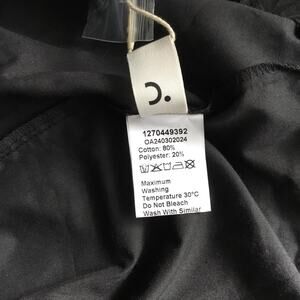 C.
1270449392
OA240302024
Cotton: 80%
Polyester: 20%
Maximum
Washing
Temperature 30°C
Do Not Bleach
Wash With Similar